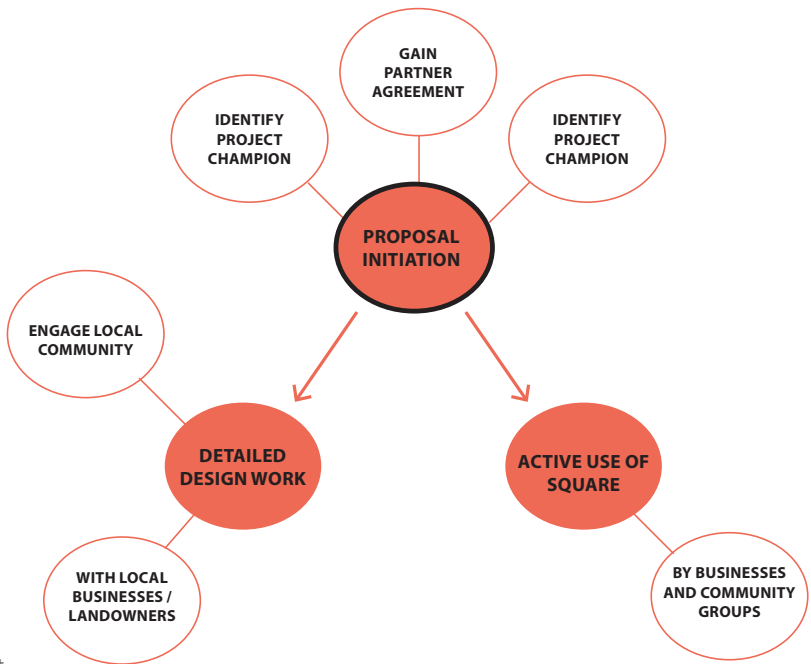 GAIN
PARTNER
AGREEMENT
IDENTIFY
PROJECT
CHAMPION
IDENTIFY
PROJECT
CHAMPION
PROPOSAL
INITIATION
ENGAGE LOCAL
COMMUNITY
DETAILED
DESIGN WORK
ACTIVE USE OF
SQUARE
WITH LOCAL
BUSINESSES /
LANDOWNERS
BY BUSINESSES
AND COMMUNITY
GROUPS